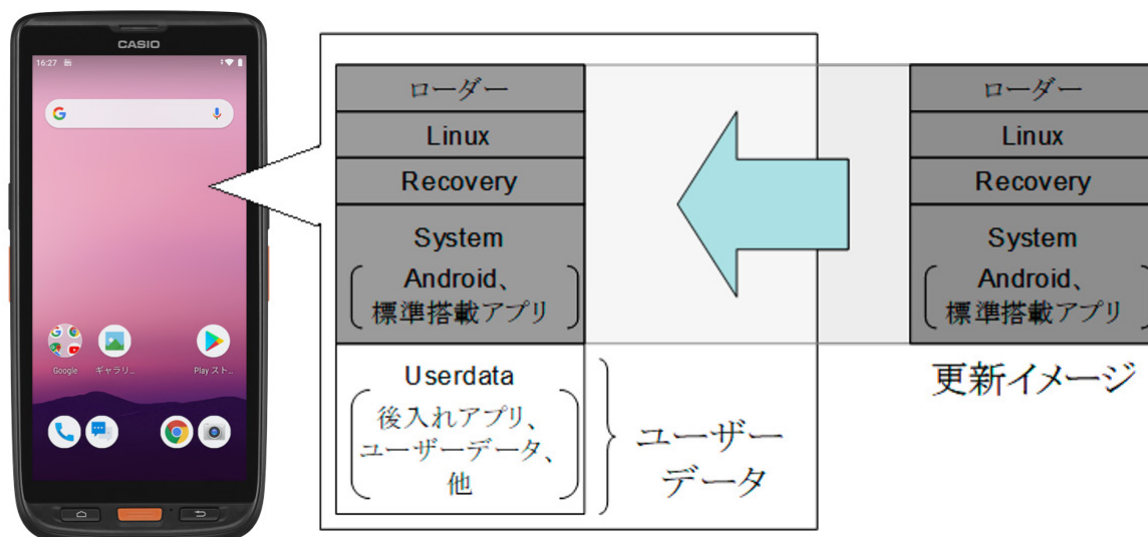 CASIO
16:27
Google
ギャラリ...
Play スト...
ローダー
Linux
Recovery
System
Android、
標準搭載アプリ
Userdata
後入れアプリ、
ユーザーデータ、
他
ユーザー
データ
ローダー
Linux
Recovery
System
Android、
標準搭載アプリ
更新イメージ